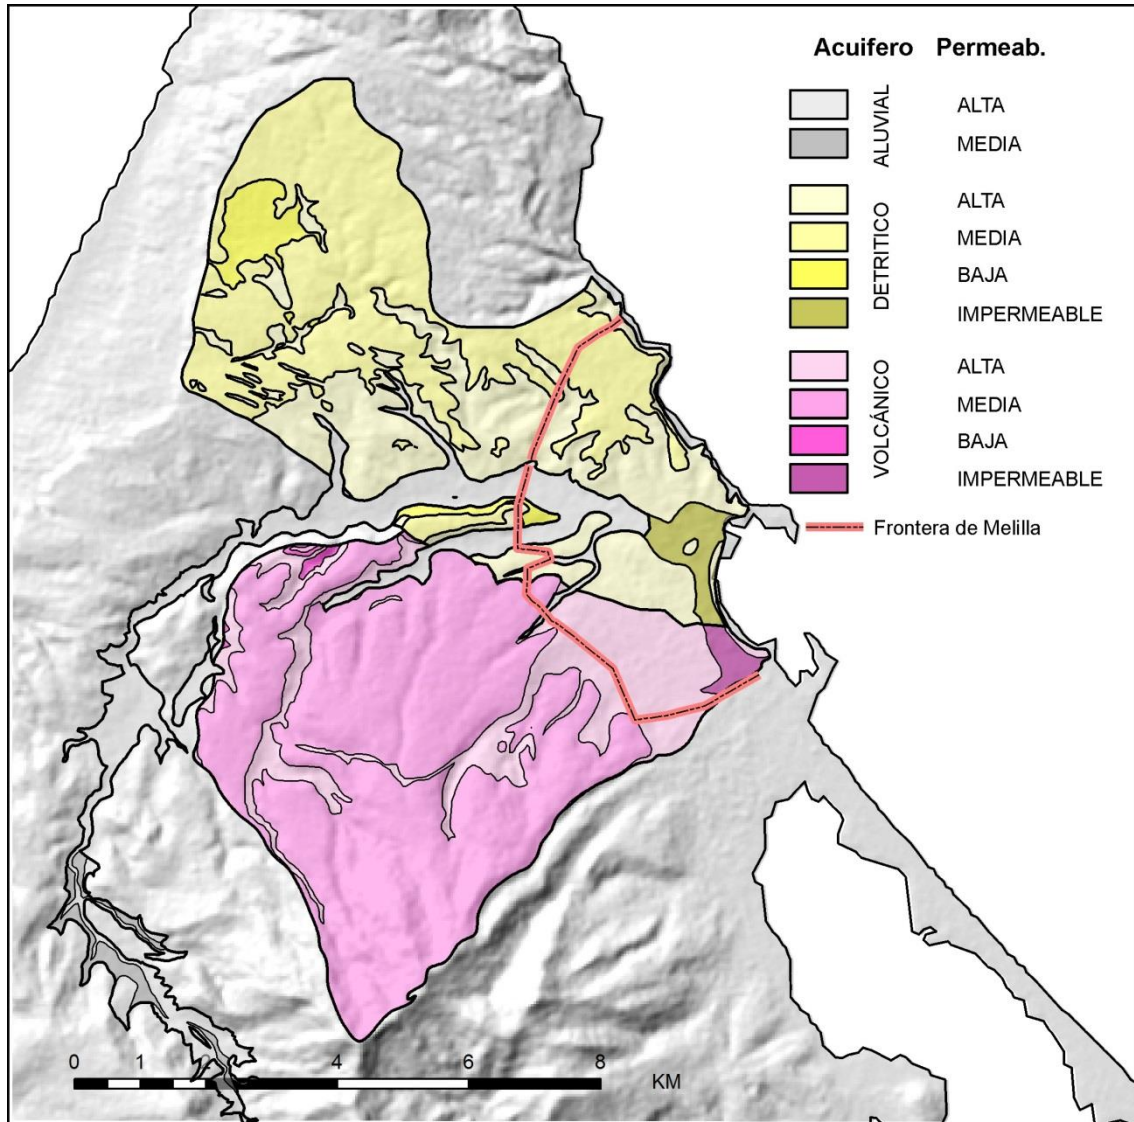 Acuifero Permeab.
ALUVIAL
ALTA
MEDIA
DETRITICO
ALTA
MEDIA
BAJA
IMPERMEABLE
VOLCÁNICO
ALTA
MEDIA
BAJA
IMPERMEABLE
Frontera de Melilla
0 1 2 4 6 8
KM